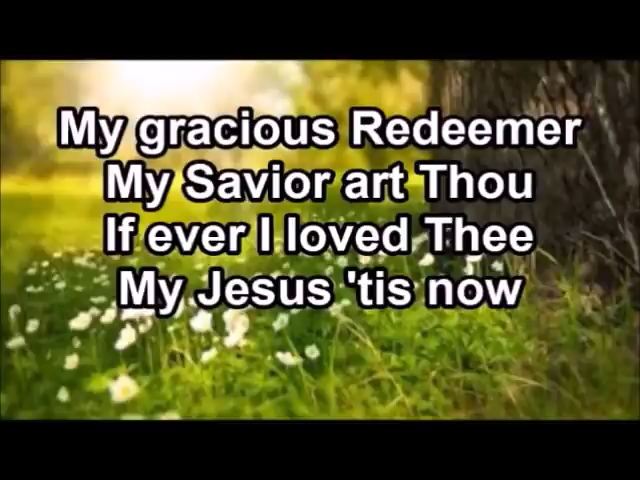 My gracious Redeemer
My Savior art Thou
If ever I loved Thee
My Jesus 'tis now